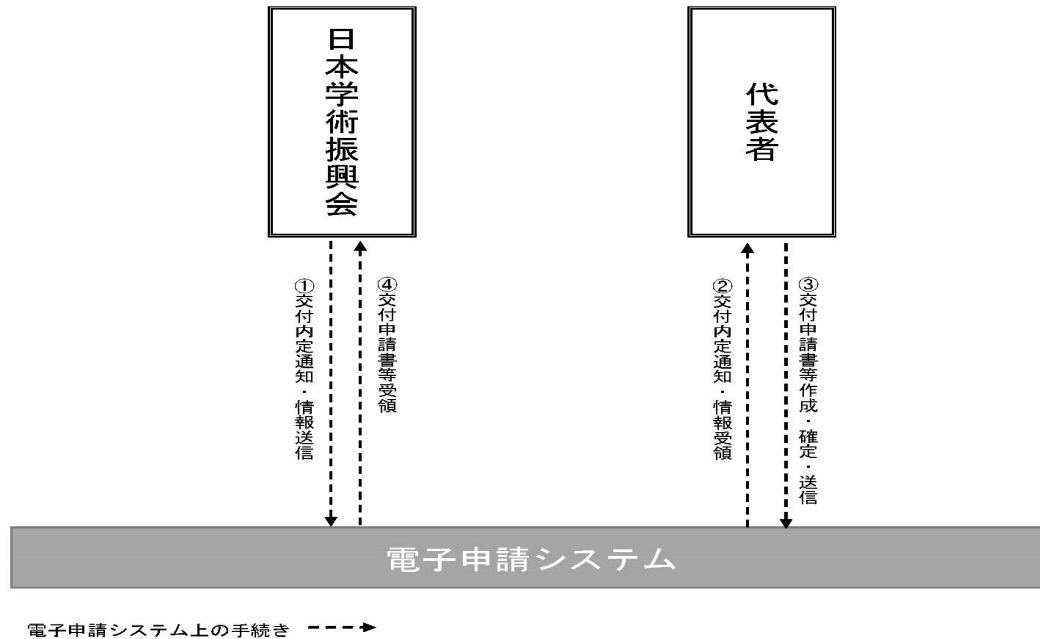 日本学術振興会
代表者
①交付内定通知・情報送信
④交付申請書等受領
②交付内定通知・情報受領
③交付申請書等作成・確定・送信
電子申請システム
電子申請システム上の手続き